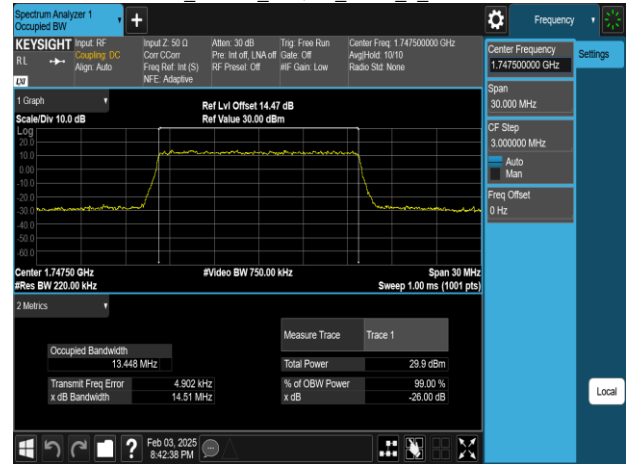 Spectrum Analyzer 1
Occupied BW
Frequency
KEYSIGHT
RL
LXI
Input: RF
Coupling: DC
Align: Auto
Input Z: 50 Ω
Corr CCorr
Freq Ref: Int (S)
NFE: Adaptive
Atten: 30 dB
Pre: Int off, LNA off
RF Presel: Off
Trig: Free Run
Gate: Off
#IF Gain: Low
Center Freq: 1.747500000 GHz
Avg|Hold: 10/10
Radio Std: None
Center Frequency
1.747500000 GHz
Settings
Span
30.000 MHz
CF Step
3.000000 MHz
Auto
Man
Freq Offset
0 Hz
1 Graph
Scale/Div 10.0 dB
Ref Lvl Offset 14.47 dB
Ref Value 30.00 dBm
Log
20.0
10.0
0.00
-10.0
-20.0
-30.0
-40.0
-50.0
-60.0
Center 1.74750 GHz
#Res BW 220.00 kHz
#Video BW 750.00 kHz
Span 30 MHz
Sweep 1.00 ms (1001 pts)
2 Metrics
Measure Trace Trace 1
Occupied Bandwidth
13.448 MHz
Total Power 29.9 dBm
Transmit Freq Error 4.902 kHz
% of OBW Power 99.00 %
x dB Bandwidth 14.51 MHz
x dB -26.00 dB
Local
?
Feb 03, 2025
8:42:38 PM